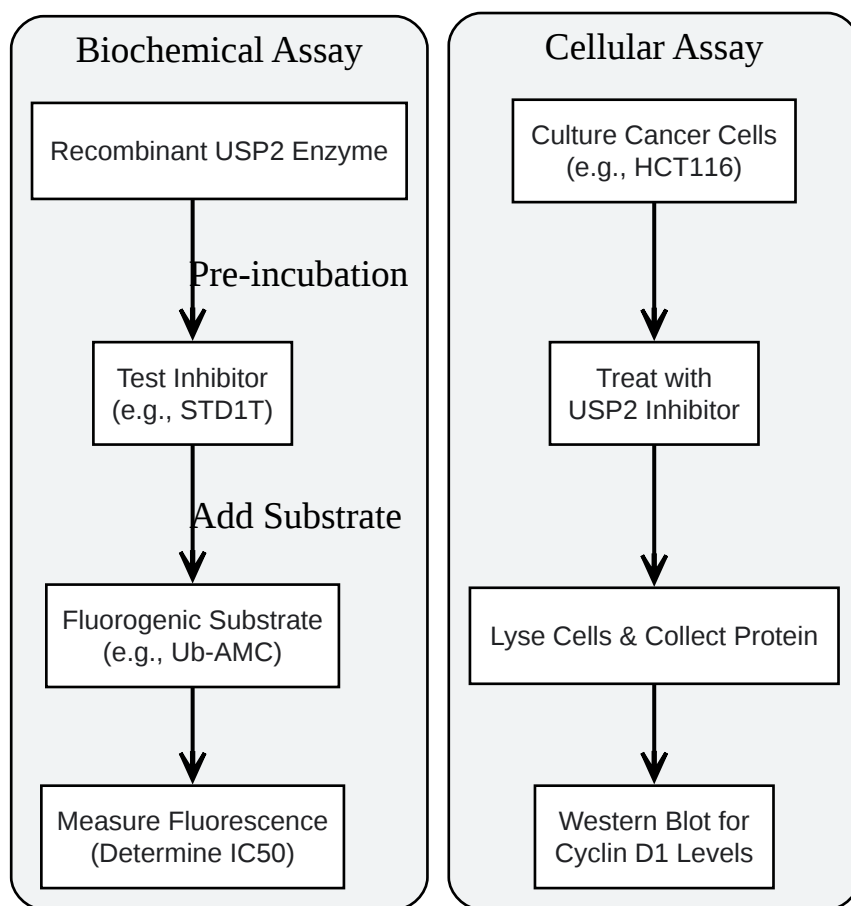 Biochemical Assay
Recombinant USP2 Enzyme
Pre-incubation
Test Inhibitor
(e.g., STD1T)
Add Substrate
Fluorogenic Substrate
(e.g., Ub-AMC)
Measure Fluorescence
(Determine IC50)
Cellular Assay
Culture Cancer Cells
(e.g., HCT116)
Treat with
USP2 Inhibitor
Lyse Cells & Collect Protein
Western Blot for
Cyclin D1 Levels